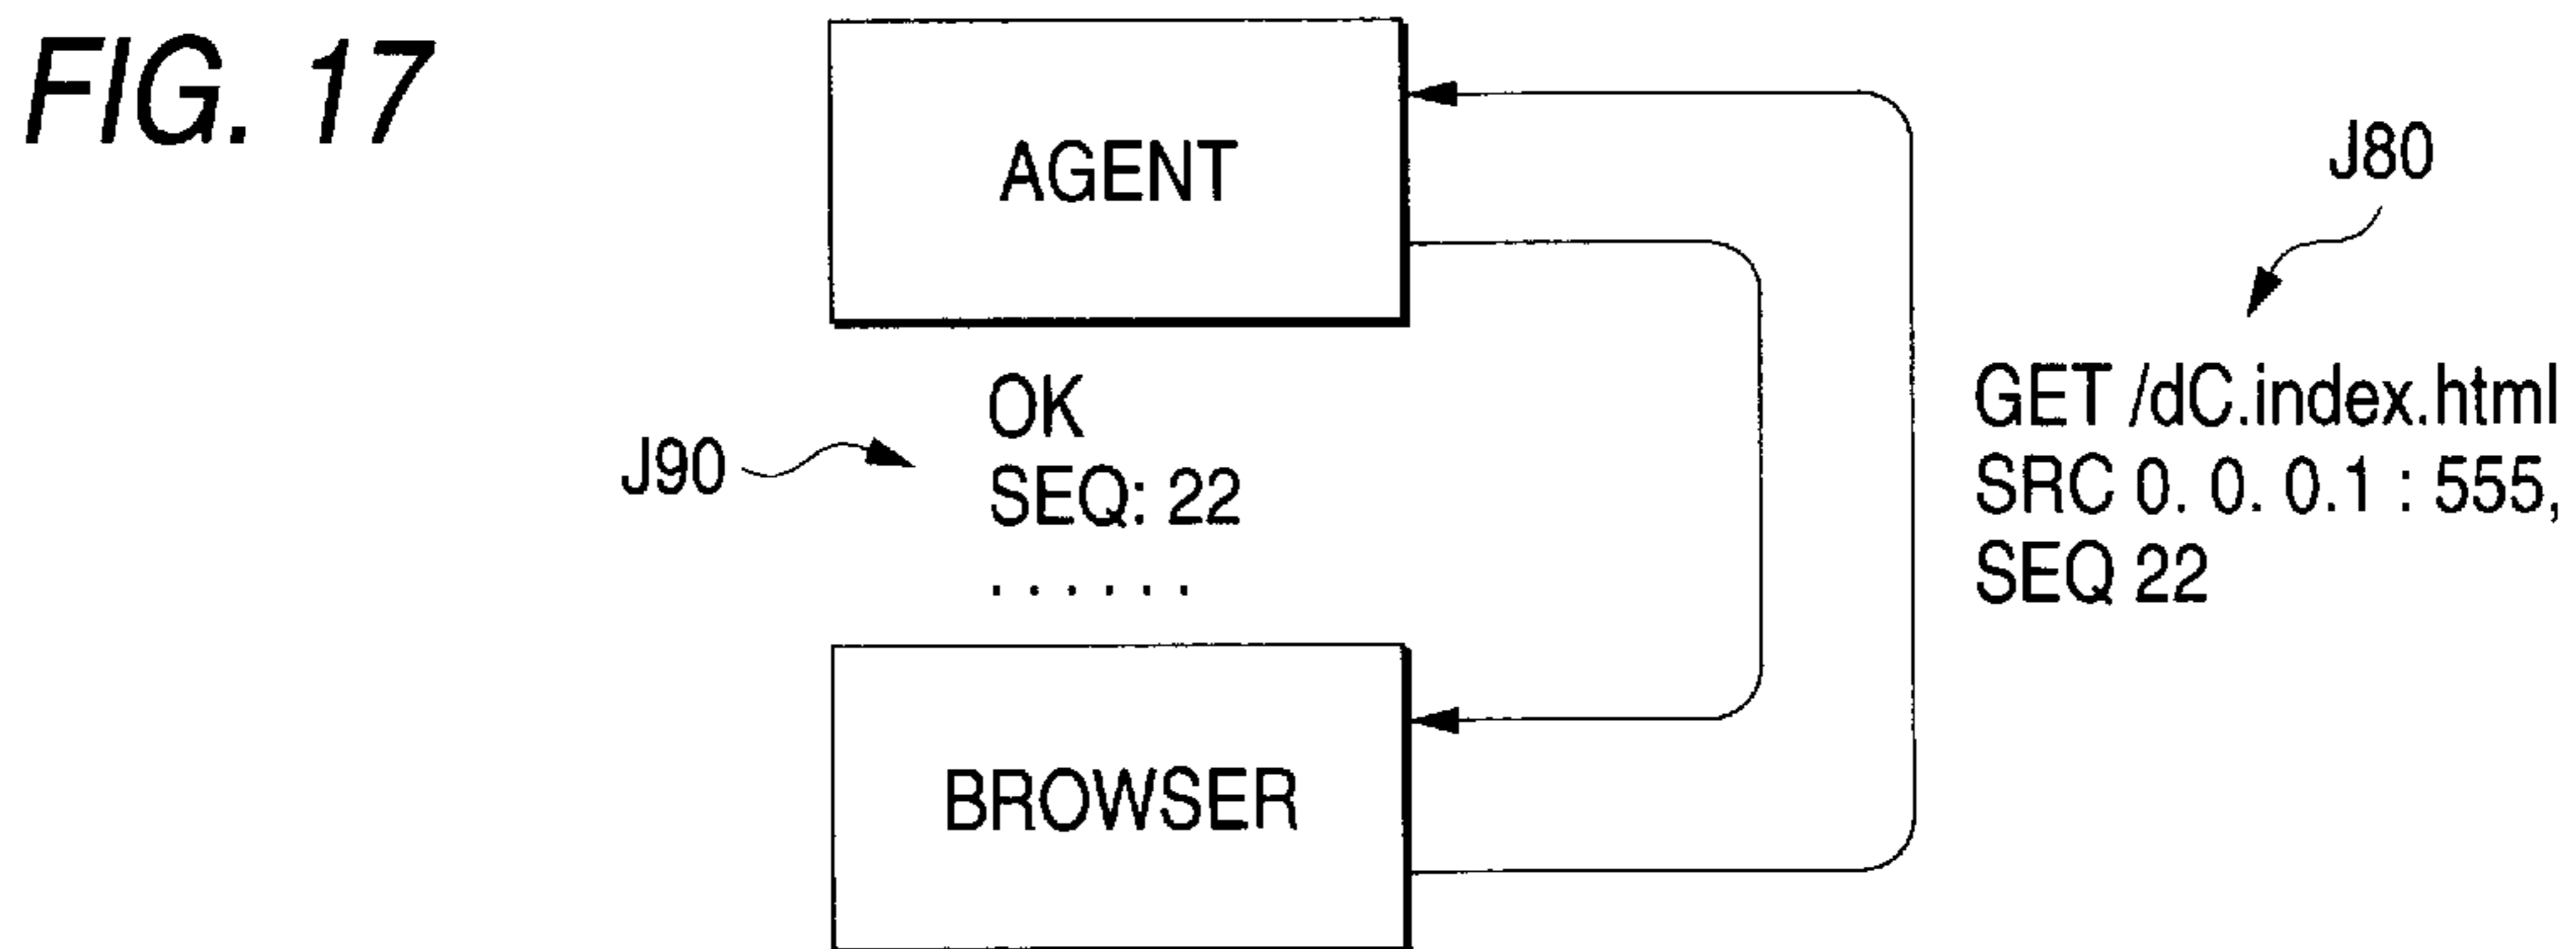 FIG. 17
AGENT
J80
GET /dC.index.html
SRC 0. 0. 0.1 : 555,
SEQ 22
J90
OK
SEQ: 22
. . . . . .
BROWSER